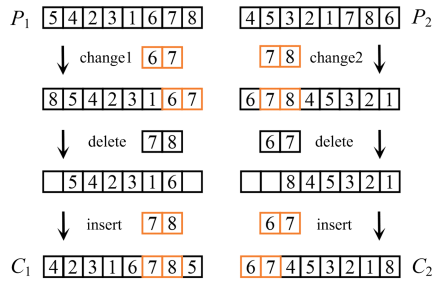 P1 5 4 2 3 1 6 7 8 4 5 3 2 1 7 8 6 P2
change1 6 7 7 8 change2
8 5 4 2 3 1 6 7 6 7 8 4 5 3 2 1
delete 7 8 6 7 delete
5 4 2 3 1 6 8 4 5 3 2 1
insert 7 8 6 7 insert
C1 4 2 3 1 6 7 8 5 6 7 4 5 3 2 1 8 C2